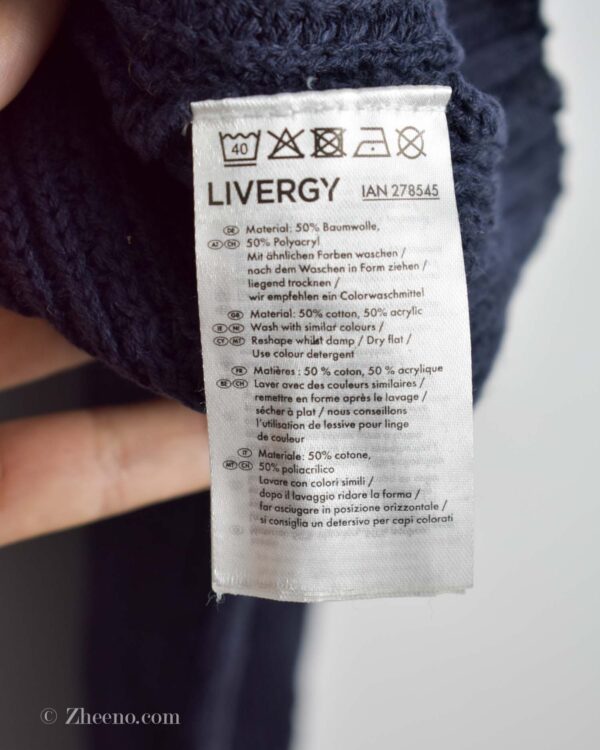 40
LIVERGY IAN 278545
DE Material: 50% Baumwolle,
AT CH 50% Polyacryl
Mit ähnlichen Farben waschen /
nach dem Waschen in Form ziehen /
liegend trocknen /
wir empfehlen ein Colorwaschmittel
GB Material: 50% cotton, 50% acrylic
IE NI Wash with similar colours /
CY MT Reshape whilst damp / Dry flat /
Use colour detergent
FR Matières : 50 % coton, 50 % acrylique
BE CH Laver avec des couleurs similaires /
remettre en forme après le lavage /
sécher à plat / nous conseillons
l'utilisation de lessive pour linge
de couleur
IT Materiale: 50% cotone,
MT CH 50% poliacrilico
Lavare con colori simili /
dopo il lavaggio ridare la forma /
far asciugare in posizione orizzontale /
si consiglia un detersivo per capi colorati
© Zheeno.com